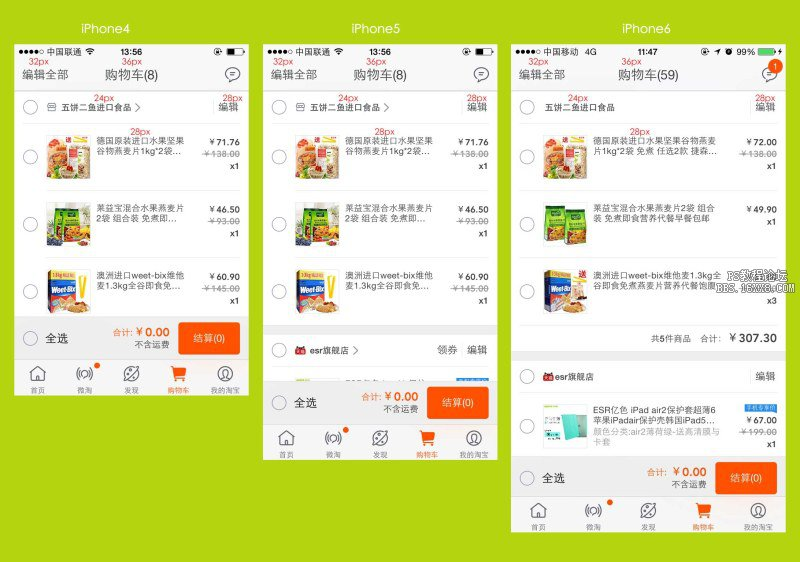 iPhone4
中国联通 13:56
32px 36px
编辑全部 购物车(8)
24px 28px
五饼二鱼进口食品 > 编辑
28px
德国原装进口水果坚果
谷物燕麦片1kg*2袋...
￥71.76
￥138.00
x1
莱益宝混合水果燕麦片
2袋 组合装 免煮即...
￥46.50
￥93.00
x1
澳洲进口weet-bix维他
麦1.3kg全谷即食免...
￥60.90
￥145.00
x1
全选
合计: ￥0.00
不含运费
结算(0)
首页 微淘 发现 购物车 我的淘宝
iPhone5
中国联通 13:56
32px 36px
编辑全部 购物车(8)
24px 28px
五饼二鱼进口食品 > 编辑
28px
德国原装进口水果坚果
谷物燕麦片1kg*2袋...
￥71.76
￥138.00
x1
莱益宝混合水果燕麦片
2袋 组合装 免煮即...
￥46.50
￥93.00
x1
澳洲进口weet-bix维他
麦1.3kg全谷即食免...
￥60.90
￥145.00
x1
esr旗舰店 > 领券 编辑
全选
合计: ￥0.00
不含运费
结算(0)
首页 微淘 发现 购物车 我的淘宝
iPhone6
中国移动 4G 11:47 99%
32px 36px
编辑全部 购物车(59) 1
24px 28px
五饼二鱼进口食品 编辑
28px
德国原装进口水果坚果谷物燕麦
片1kg*2袋 免煮 任选2款 捷森...
￥72.00
￥138.00
x1
莱益宝混合水果燕麦片2袋 组合
装 免煮即食营养代餐早餐包邮
￥49.90
x1
澳洲进口weet-bix维他麦1.3kg全
谷即食免煮燕麦片营养代餐饱腹
x3
PS教程论坛
BBS.16XX8.COM
共5件商品 合计: ￥307.30
esr旗舰店 编辑
ESR亿色 iPad air2保护套超薄6
苹果iPadair保护壳韩国iPad5...
颜色分类:air2薄荷绿-送高清膜与
卡套
手机专享价
￥67.00
￥199.00
x1
全选
合计: ￥0.00
不含运费
结算(0)
首页 微淘 发现 购物车 我的淘宝